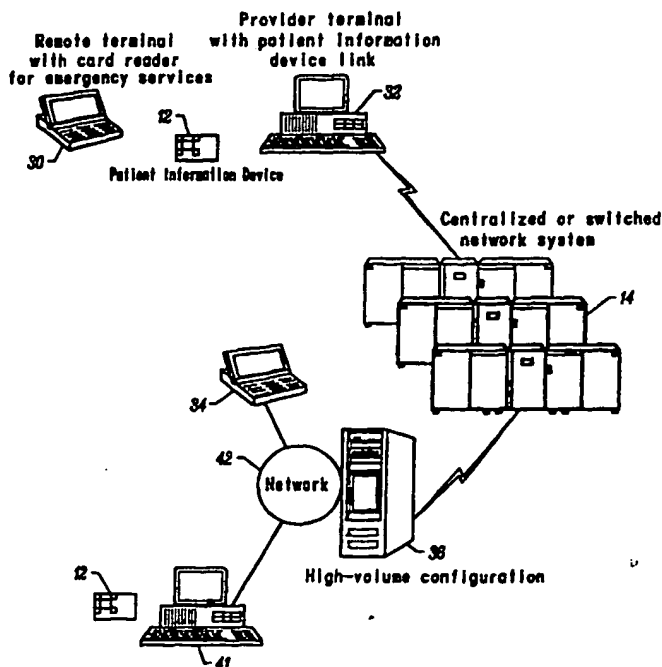 Provider terminal
with patient information
device link
Remote terminal
with card reader
for emergency services
32
12
30
Patient Information Device
Centralized or switched
network system
14
34
42
Network
36
High-volume configuration
12
41